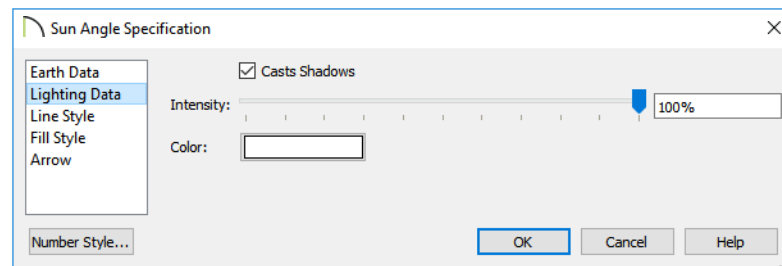 Sun Angle Specification
Earth Data
Lighting Data
Line Style
Fill Style
Arrow
Casts Shadows
Intensity: 100%
Color:
Number Style... OK Cancel Help